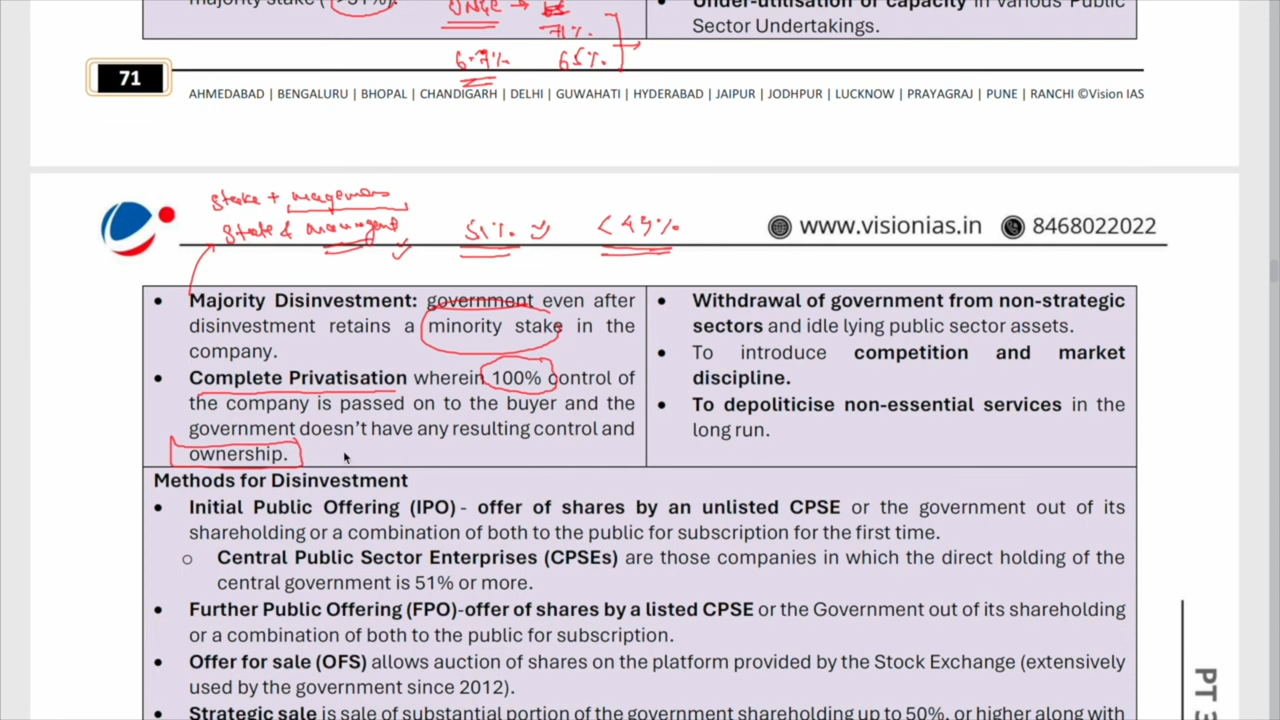 majority stake (>51%).
ONGC →
71%
6.7% 65%
Under-utilisation of capacity in various Public
Sector Undertakings.
71
AHMEDABAD | BENGALURU | BHOPAL | CHANDIGARH | DELHI | GUWAHATI | HYDERABAD | JAIPUR | JODHPUR | LUCKNOW | PRAYAGRAJ | PUNE | RANCHI ©Vision IAS
stake +
51% <49%
www.visionias.in 8468022022
• Majority Disinvestment: government even after
disinvestment retains a minority stake in the
company.
• Complete Privatisation wherein 100% control of
the company is passed on to the buyer and the
government doesn't have any resulting control and
ownership.
• Withdrawal of government from non-strategic
sectors and idle lying public sector assets.
• To introduce competition and market
discipline.
• To depoliticise non-essential services in the
long run.
Methods for Disinvestment
• Initial Public Offering (IPO) - offer of shares by an unlisted CPSE or the government out of its
shareholding or a combination of both to the public for subscription for the first time.
o Central Public Sector Enterprises (CPSEs) are those companies in which the direct holding of the
central government is 51% or more.
• Further Public Offering (FPO)-offer of shares by a listed CPSE or the Government out of its shareholding
or a combination of both to the public for subscription.
• Offer for sale (OFS) allows auction of shares on the platform provided by the Stock Exchange (extensively
used by the government since 2012).
• Strategic sale is sale of substantial portion of the government shareholding up to 50%, or higher along with
PT